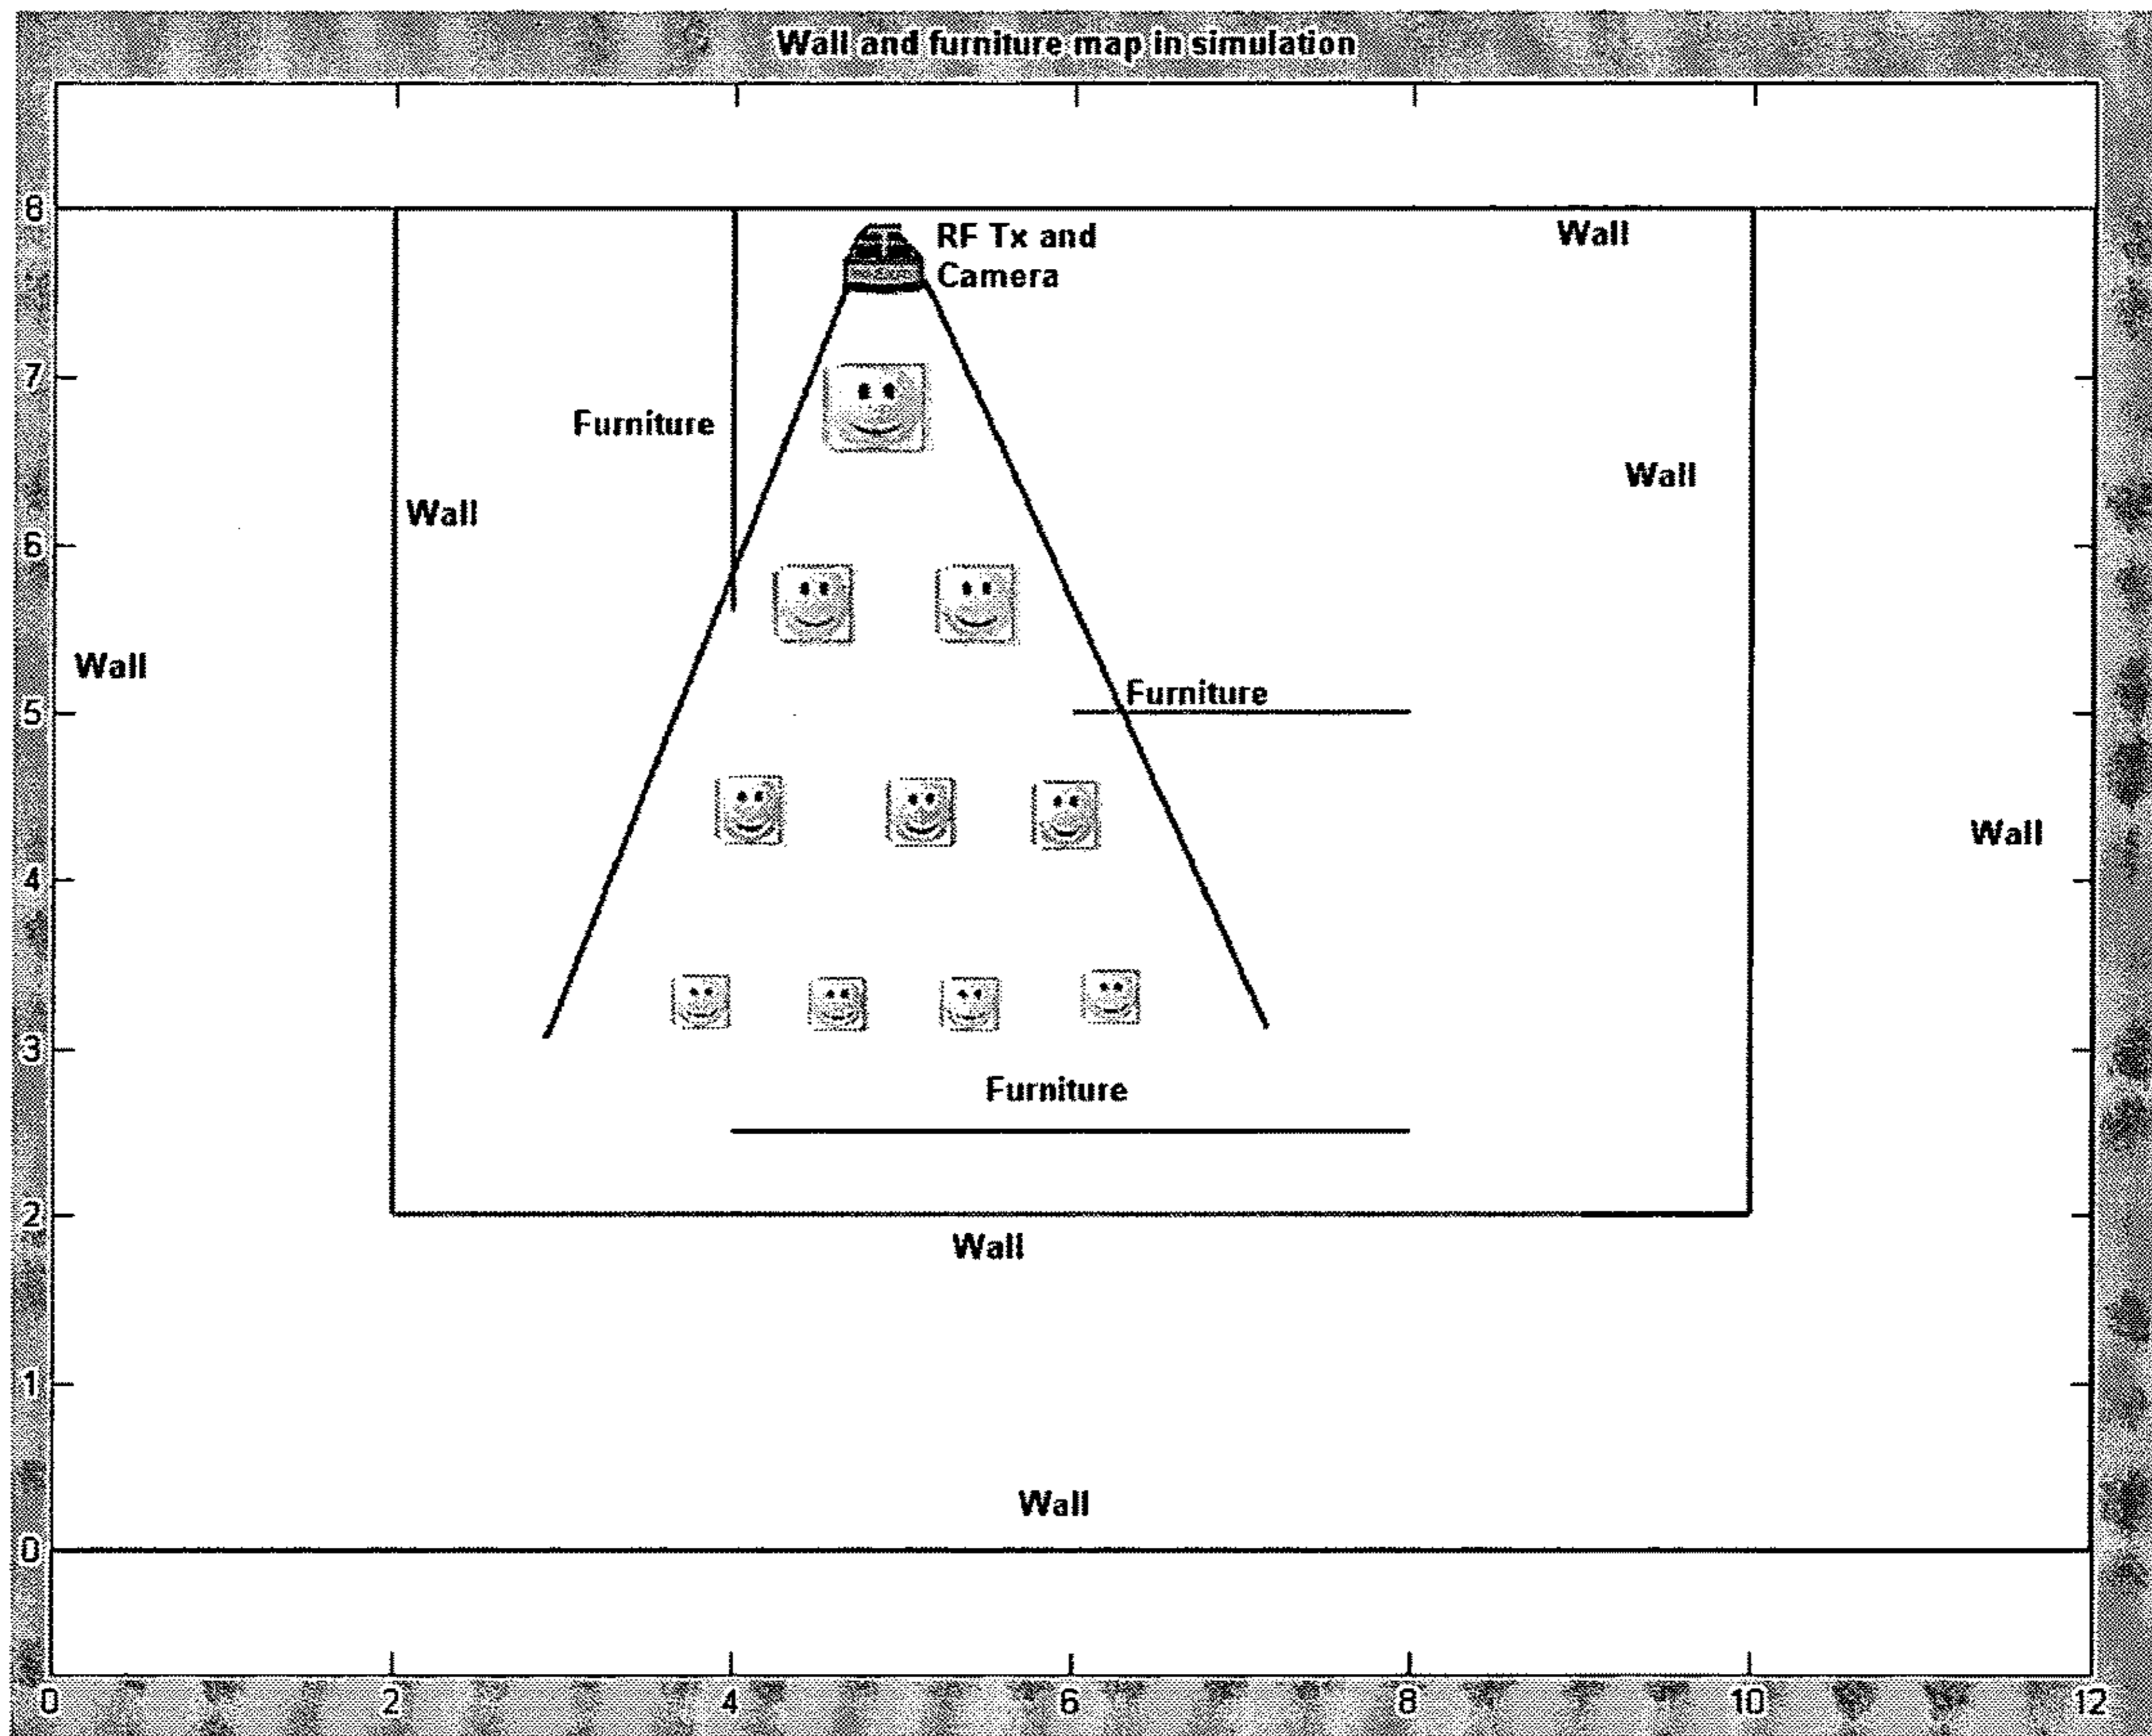 Wall and furniture map in simulation
8
RF Tx and
Camera
Wall
7
Furniture
Wall
Wall
6
Wall
Furniture
5
Wall
4
3
Furniture
2
Wall
1
Wall
0
0 2 4 6 8 10 12